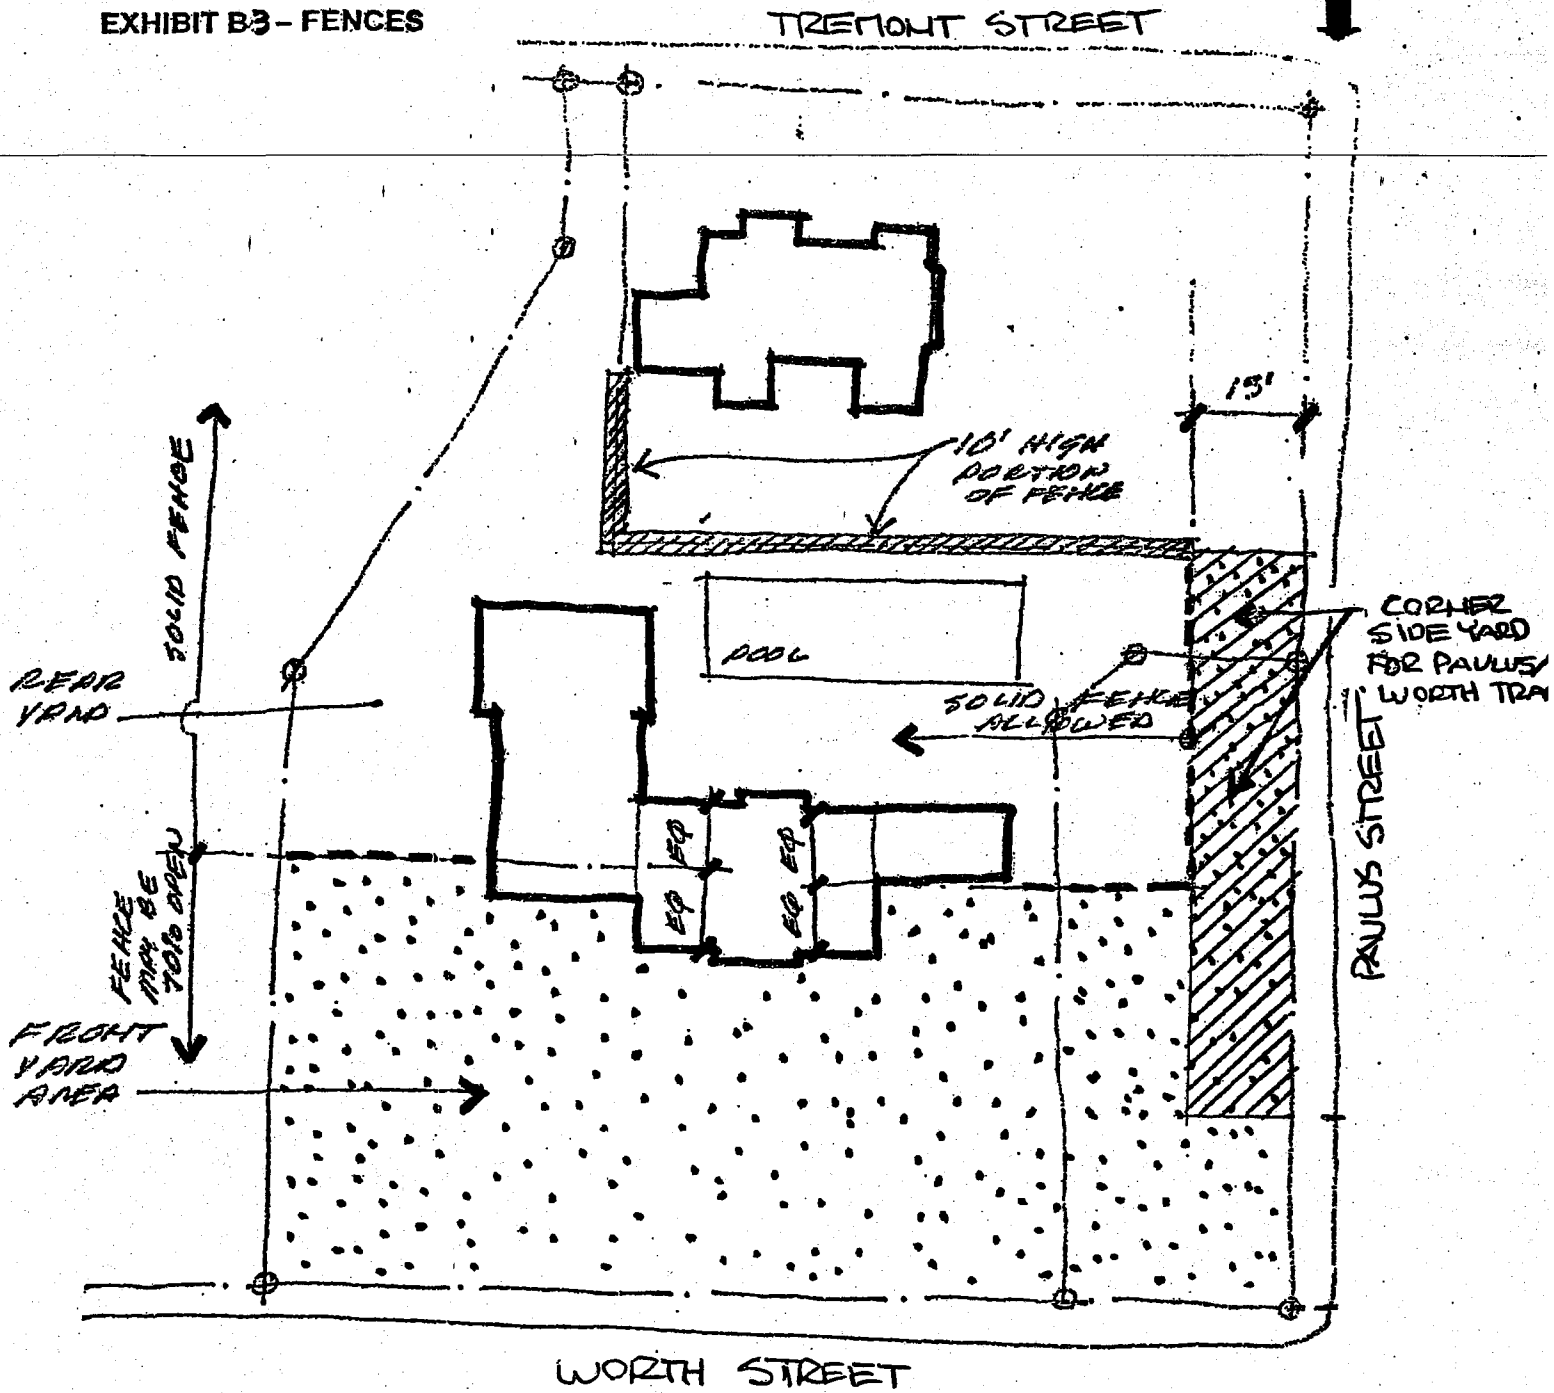 EXHIBIT B3 – FENCES
TREMONT STREET
15'
10' HIGH
PORTION
OF FENCE
SOLID FENCE
CORNER
SIDE YARD
FOR PAULUS/
WORTH TRA
POOL
REAR
YARD
SOLID FENCE
ALLOWED
PAULUS STREET
EQ
EQ
EQ
EQ
FENCE
MAY BE
70% OPEN
FRONT
YARD
AREA
WORTH STREET